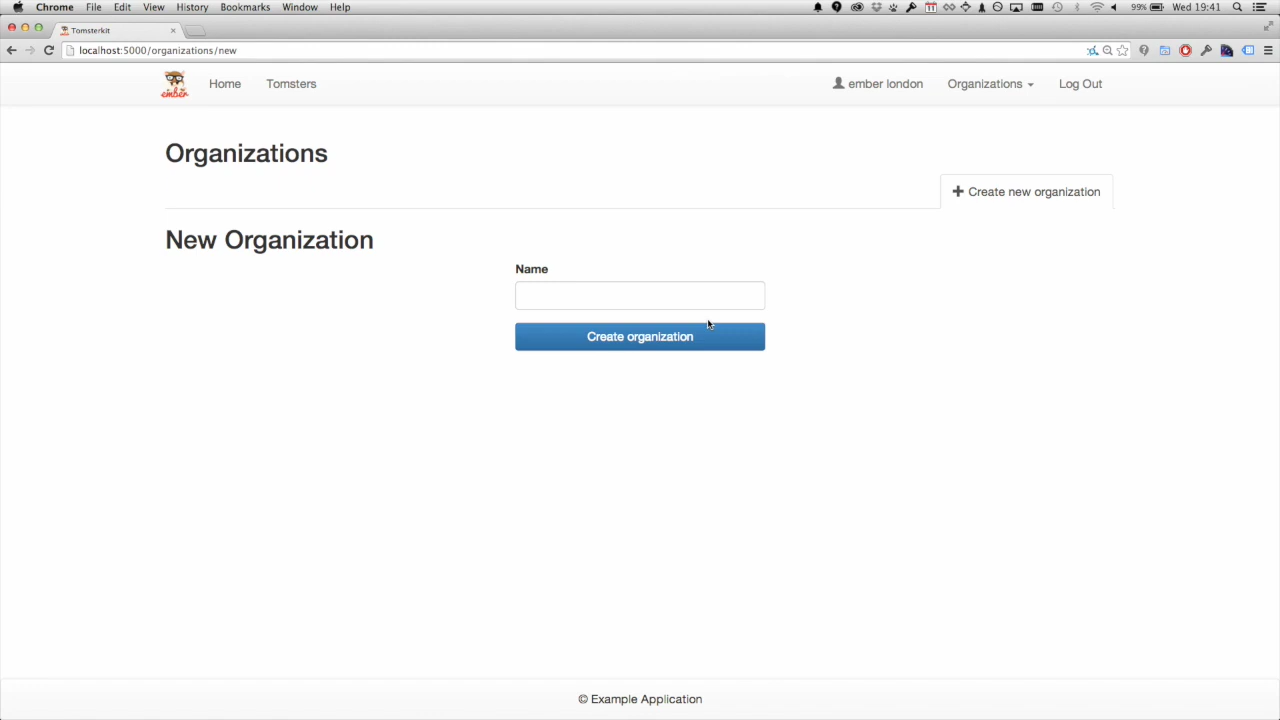 Chrome File Edit View History Bookmarks Window Help 11 99% Wed 19:41
Tomsterkit
localhost:5000/organizations/new
ember Home Tomsters ember london Organizations Log Out
Organizations
Create new organization
New Organization
Name
Create organization
© Example Application